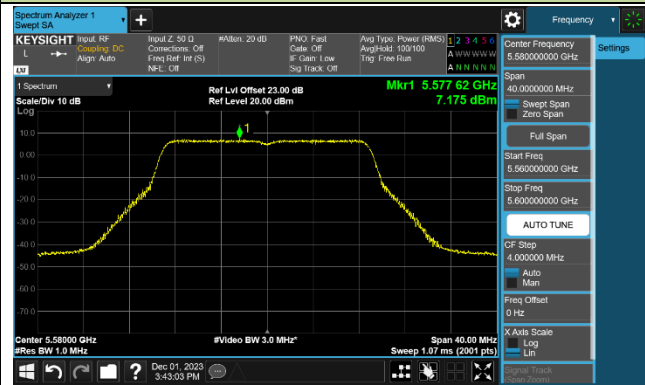 Spectrum Analyzer 1
Swept SA
+
Frequency
KEYSIGHT
L
LXI
Input: RF
Coupling: DC
Align: Auto
Input Z: 50 Ω
Corrections: Off
Freq Ref: Int (S)
NFE: Off
#Atten: 20 dB
PNO: Fast
Gate: Off
IF Gain: Low
Sig Track: Off
Avg Type: Power (RMS)
Avg|Hold: 100/100
Trig: Free Run
1 2 3 4 5 6
A W W W W W
A N N N N N
1 Spectrum
Scale/Div 10 dB
Log
Ref Lvl Offset 23.00 dB
Ref Level 20.00 dBm
Mkr1 5.577 62 GHz
7.175 dBm
1
10.0
0.00
-10.0
-20.0
-30.0
-40.0
-50.0
-60.0
-70.0
Center 5.58000 GHz
#Res BW 1.0 MHz
#Video BW 3.0 MHz*
Span 40.00 MHz
Sweep 1.07 ms (2001 pts)
Dec 01, 2023
3:43:03 PM
?
Center Frequency
5.580000000 GHz
Settings
Span
40.0000000 MHz
Swept Span
Zero Span
Full Span
Start Freq
5.560000000 GHz
Stop Freq
5.600000000 GHz
AUTO TUNE
CF Step
4.000000 MHz
Auto
Man
Freq Offset
0 Hz
X Axis Scale
Log
Lin
Signal Track
(Span Zoom)